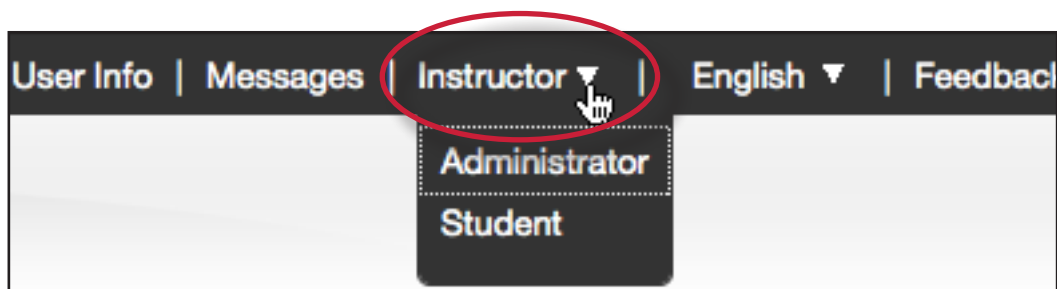 User Info | Messages | Instructor ▼ | English ▼ | Feedbac
Administrator
Student